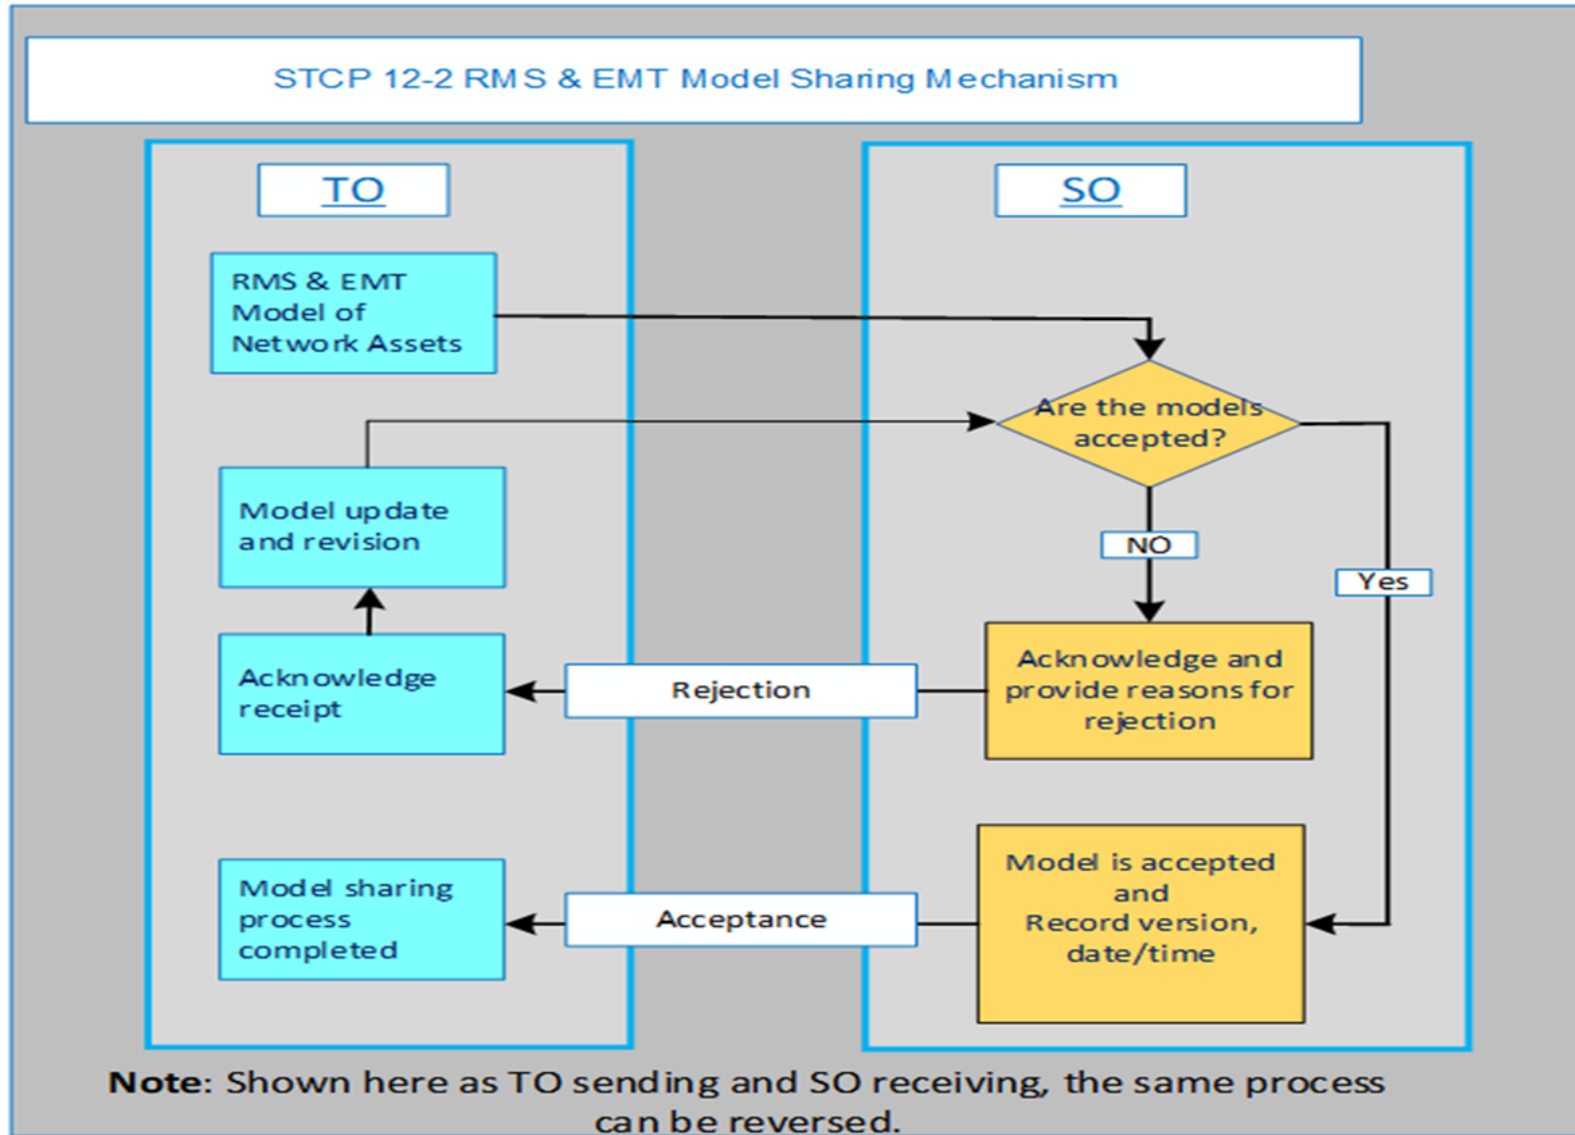 STCP 12-2 RMS & EMT Model Sharing Mechanism
TO
SO
RMS & EMT
Model of
Network Assets
Are the models
accepted?
Model update
and revision
NO
Yes
Acknowledge
receipt
Rejection
Acknowledge and
provide reasons for
rejection
Model sharing
process
completed
Acceptance
Model is accepted
and
Record version,
date/time
Note: Shown here as TO sending and SO receiving, the same process
can be reversed.